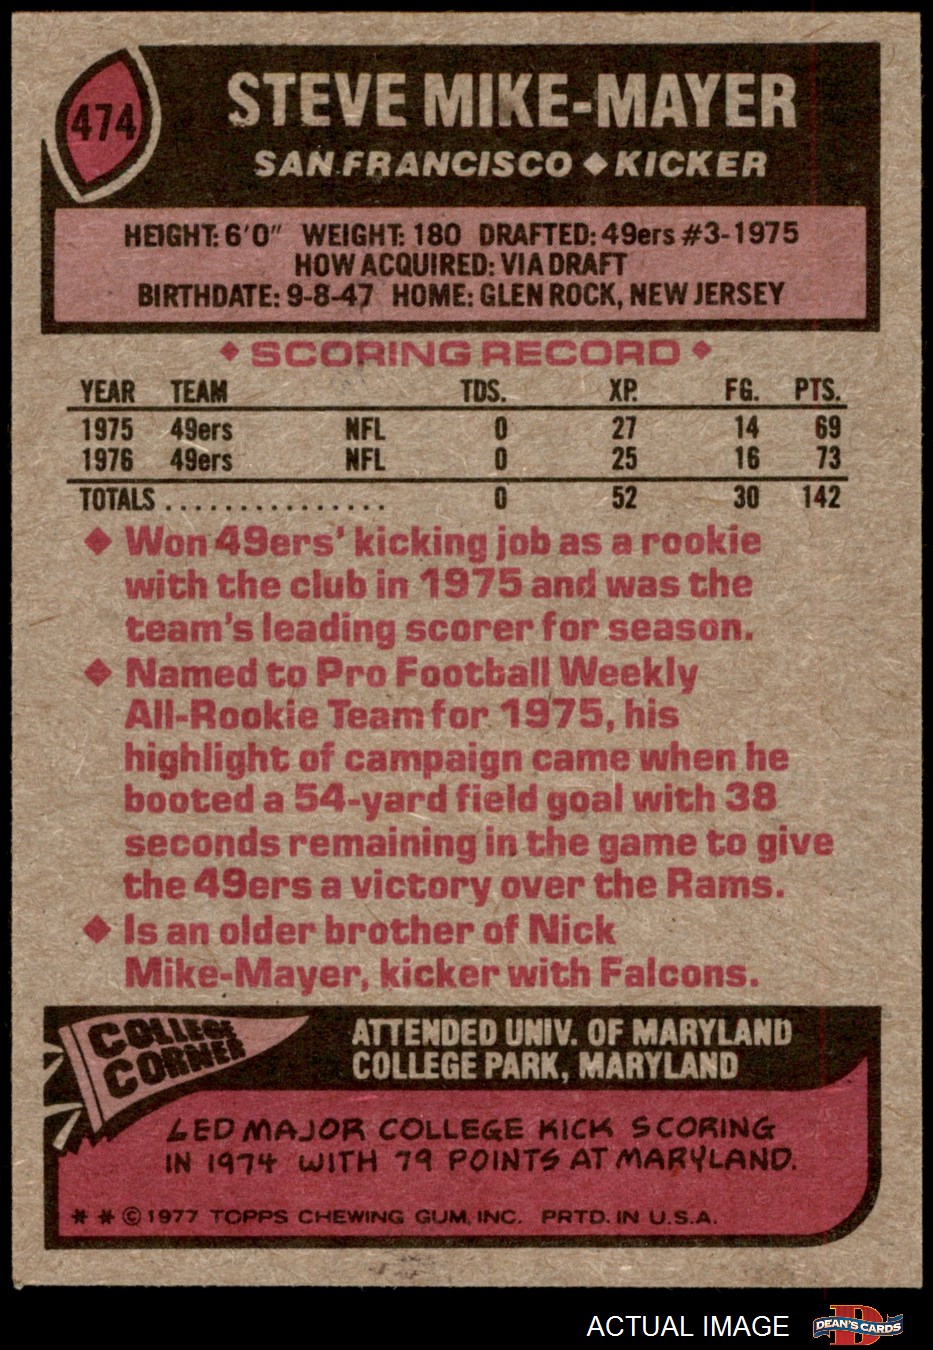 474
STEVE MIKE-MAYER
SAN FRANCISCO ◆ KICKER
HEIGHT: 6'0" WEIGHT: 180 DRAFTED: 49ers #3-1975
HOW ACQUIRED: VIA DRAFT
BIRTHDATE: 9-8-47 HOME: GLEN ROCK, NEW JERSEY
◆ SCORING RECORD ◆
YEAR TEAM TDS. XP. FG. PTS.
1975 49ers NFL 0 27 14 69
1976 49ers NFL 0 25 16 73
TOTALS ............... 0 52 30 142
◆ Won 49ers' kicking job as a rookie
with the club in 1975 and was the
team's leading scorer for season.
◆ Named to Pro Football Weekly
All-Rookie Team for 1975, his
highlight of campaign came when he
booted a 54-yard field goal with 38
seconds remaining in the game to give
the 49ers a victory over the Rams.
◆ Is an older brother of Nick
Mike-Mayer, kicker with Falcons.
COLLEGE
CORNER
ATTENDED UNIV. OF MARYLAND
COLLEGE PARK, MARYLAND
LED MAJOR COLLEGE KICK SCORING
IN 1974 WITH 79 POINTS AT MARYLAND.
* * © 1977 TOPPS CHEWING GUM, INC. PRTD. IN U.S.A.
ACTUAL IMAGE
D
DEAN'S CARDS